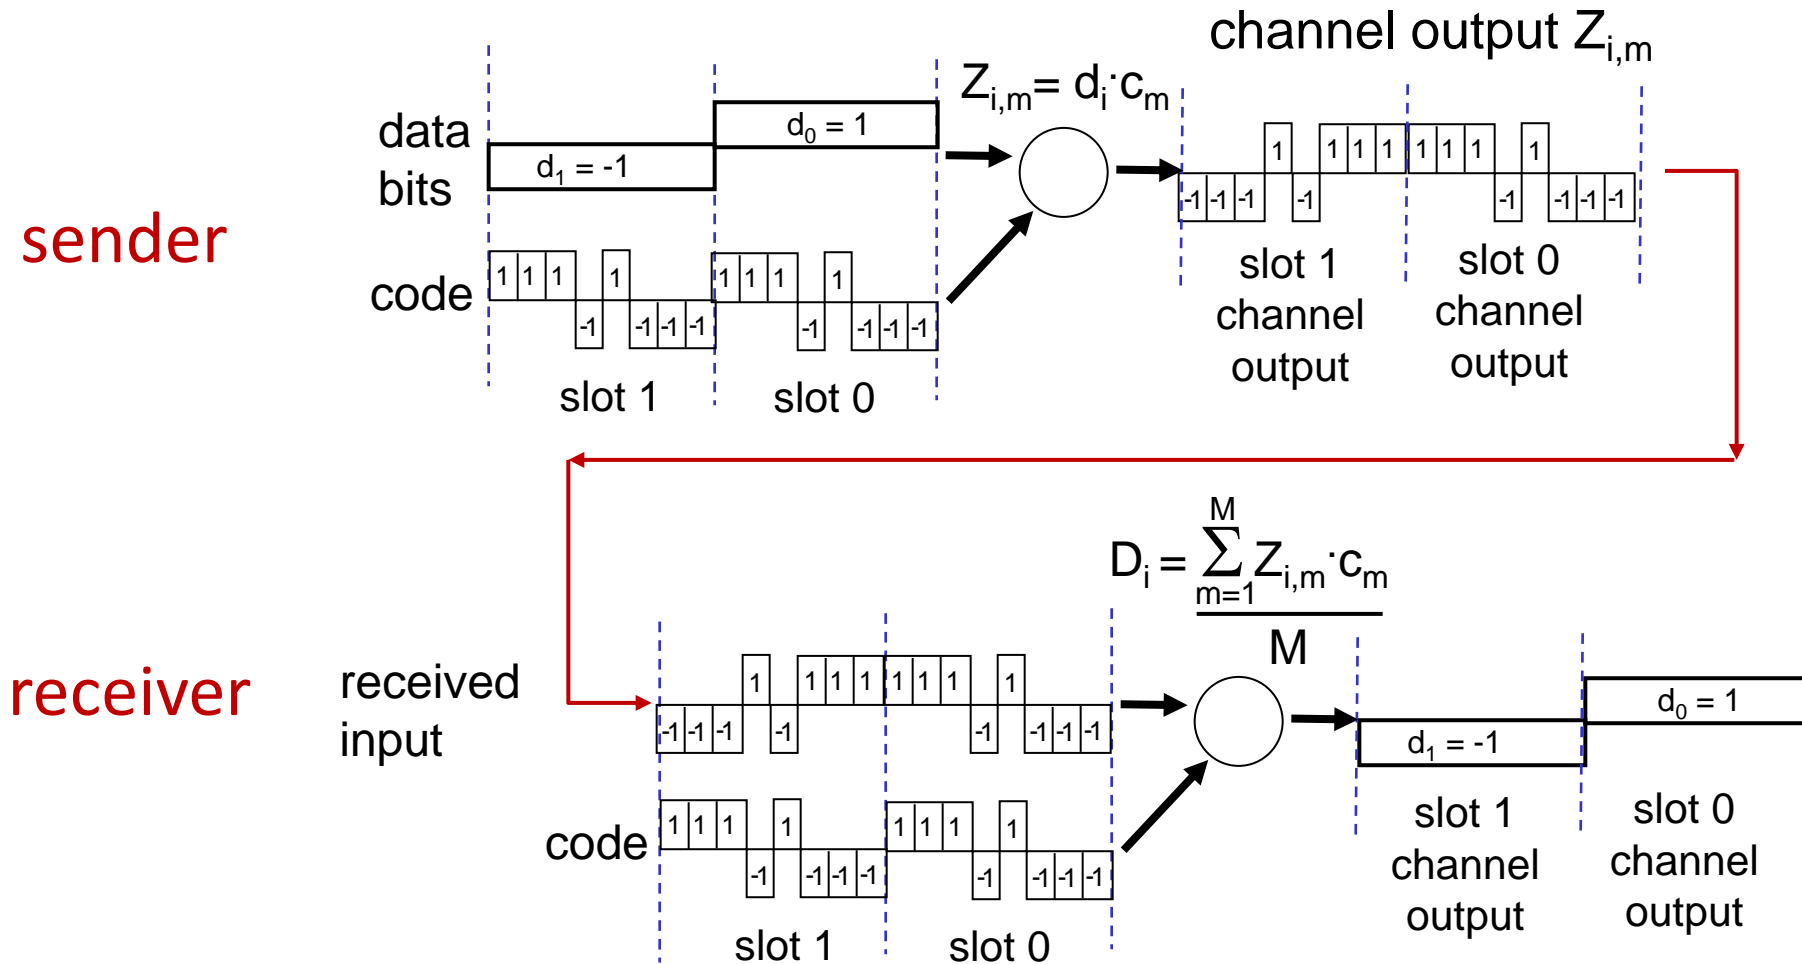 channel output Z_i,m
Z_i,m = d_i·c_m
data
bits
d_0 = 1
d_1 = -1
1 1 1 -1 1 -1 -1 -1 1 1 1 -1 1 -1 -1 -1
code
slot 1
slot 0
sender
-1 -1 -1 1 -1 1 1 1 1 1 1 -1 1 -1 -1 -1
slot 1
channel
output
slot 0
channel
output
D_i = Σ_{m=1}^{M} Z_i,m·c_m
M
receiver
received
input
-1 -1 -1 1 -1 1 1 1 1 1 1 -1 1 -1 -1 -1
code
1 1 1 -1 1 -1 -1 -1 1 1 1 -1 1 -1 -1 -1
slot 1
slot 0
d_0 = 1
d_1 = -1
slot 1
channel
output
slot 0
channel
output